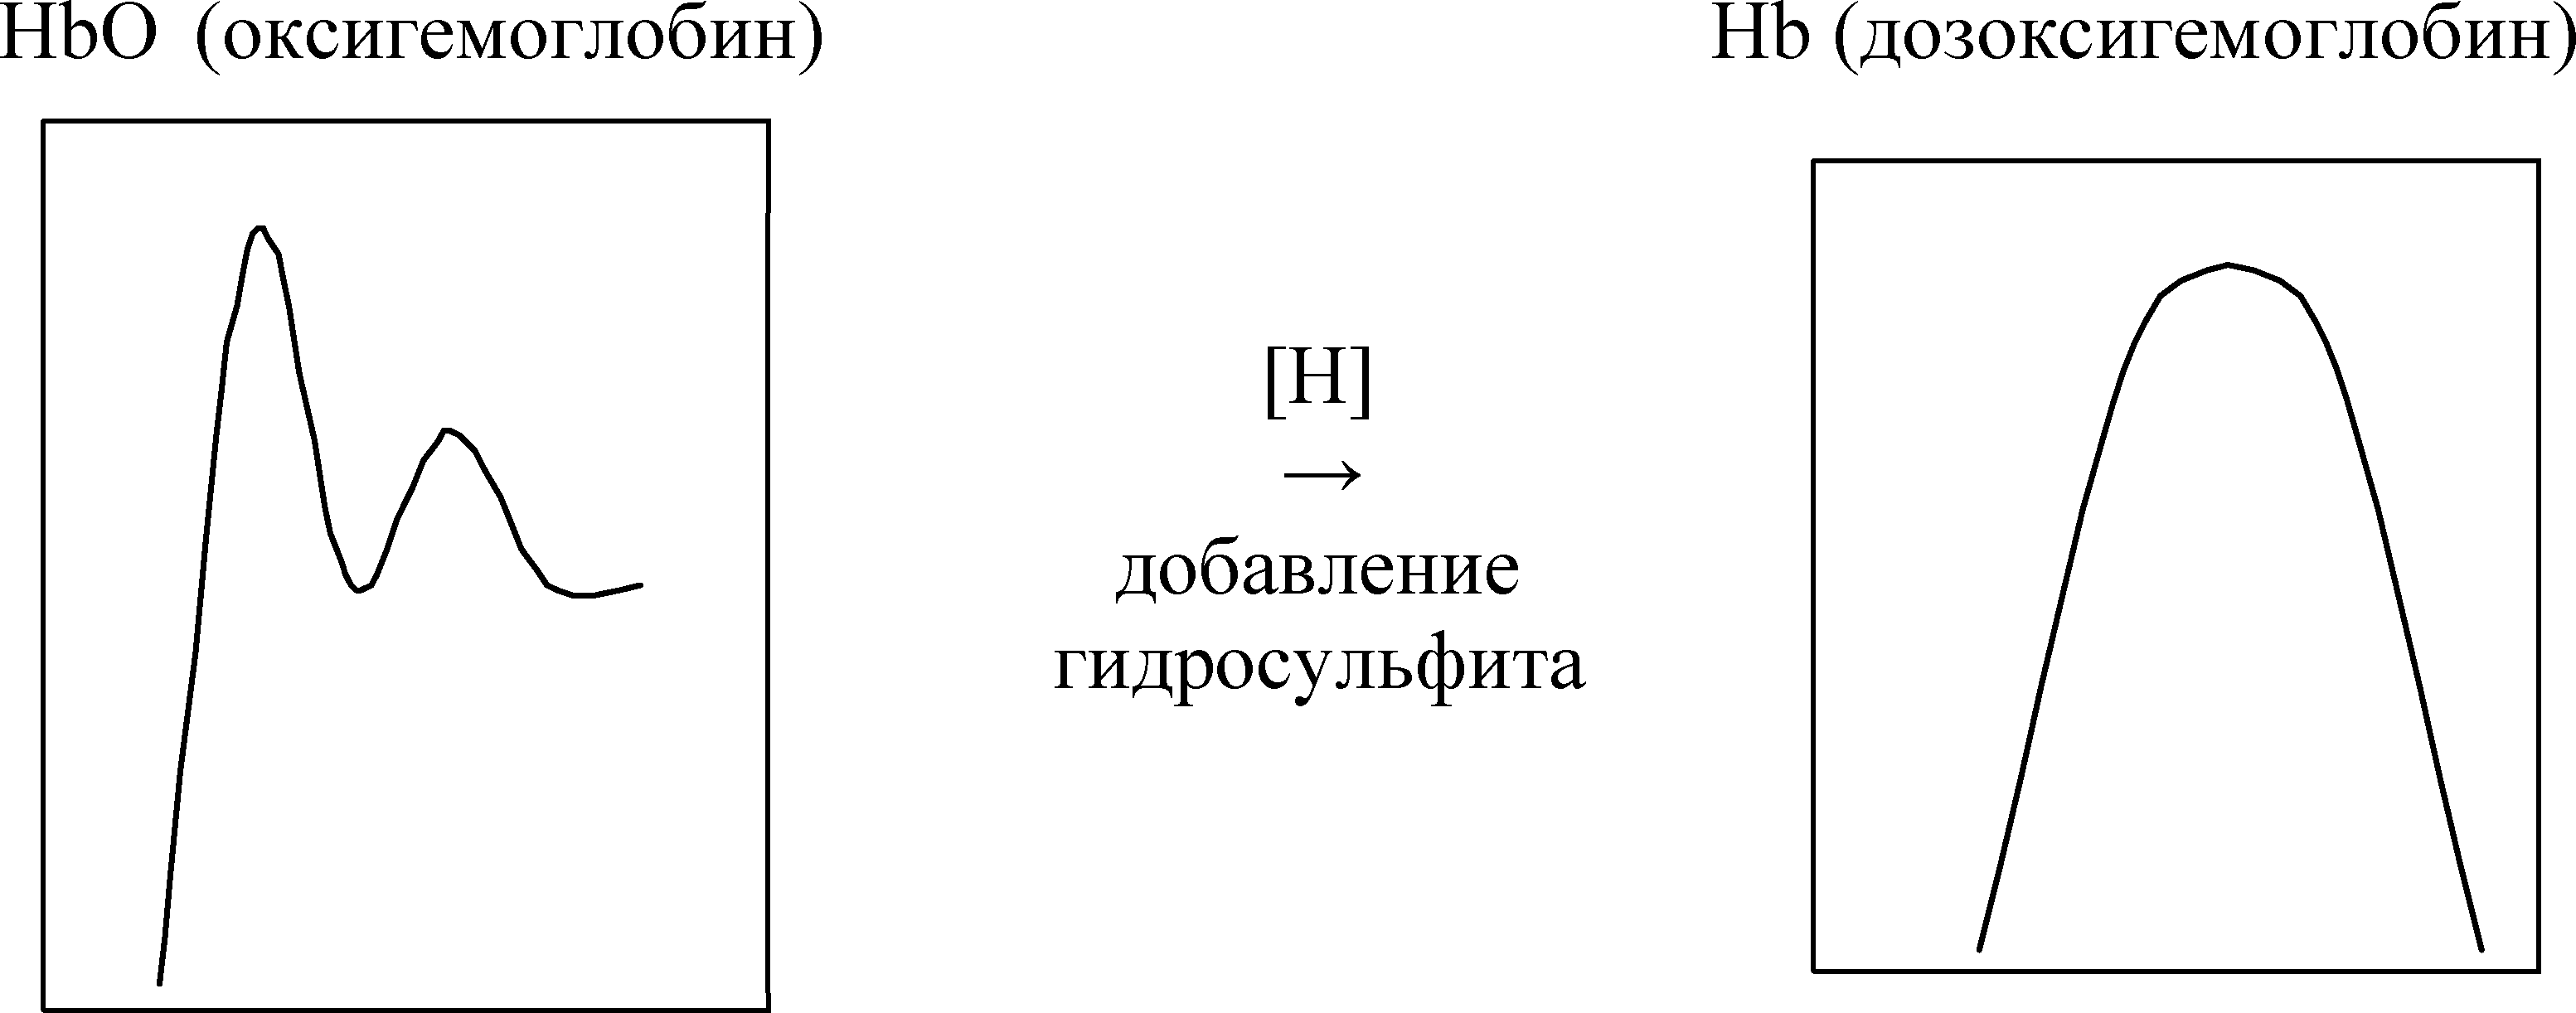 HbO (оксигемоглобин)
Hb (дозоксигемоглобин)
[H]
→
добавление
гидросульфита